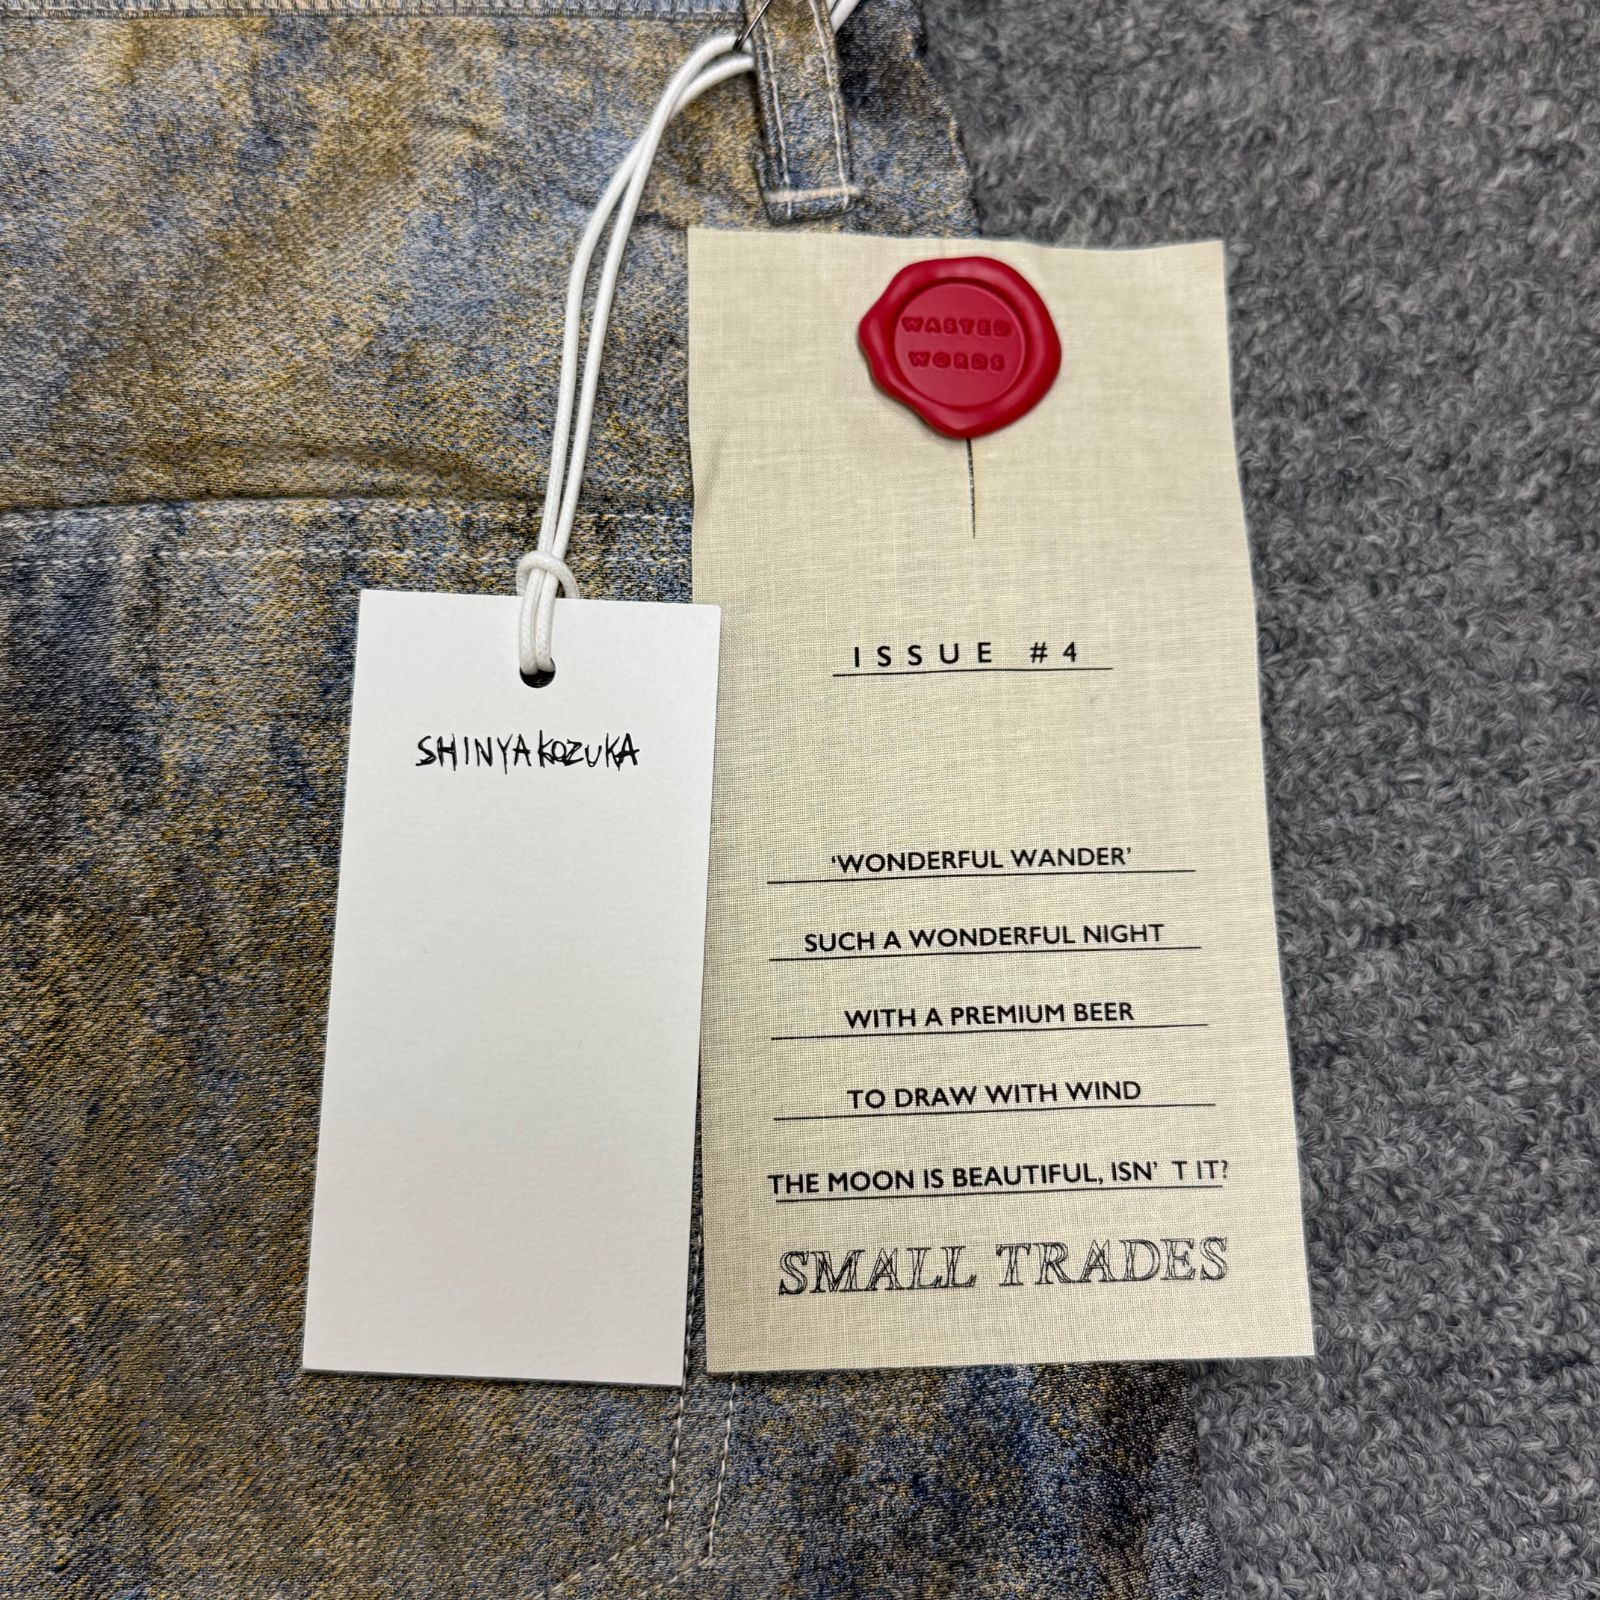 WASTED
WORDS
ISSUE #4
SHINYAKOZUKA
‘WONDERFUL WANDER’
SUCH A WONDERFUL NIGHT
WITH A PREMIUM BEER
TO DRAW WITH WIND
THE MOON IS BEAUTIFUL, ISN’ T IT?
SMALL TRADES